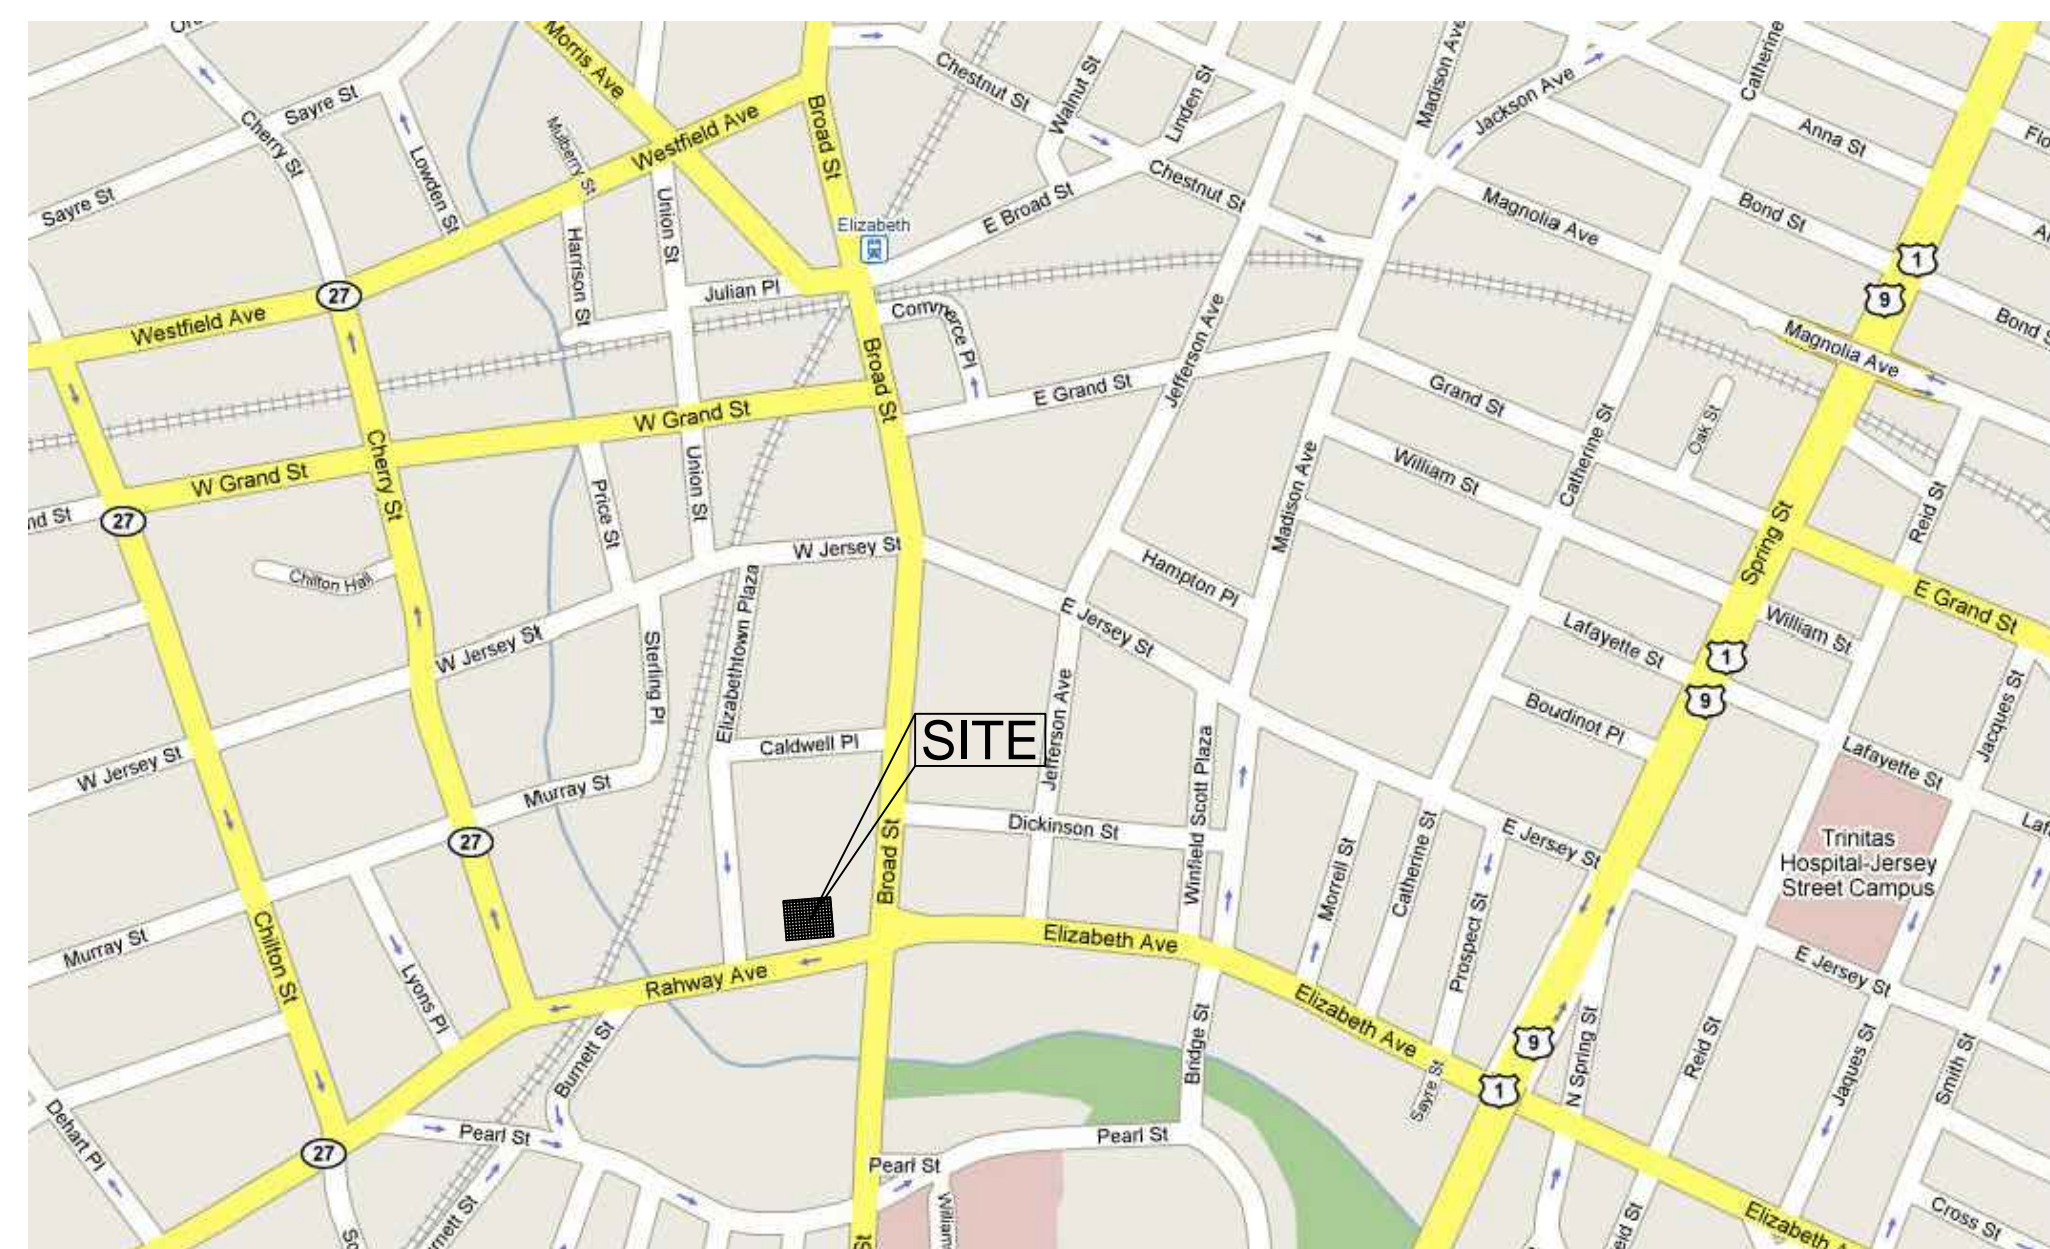 Morris Ave
Sayre St
Cherry St
Lowden St
Sayre St
Mulberry St
Westfield Ave
Broad St
Chestnut St
Walnut St
Linden St
Madison Ave
Jackson Ave
Catherine
Anna St
Bond St
Magnolia Ave
Chestnut St
E Broad St
Elizabeth
Union St
Harrison St
Julian Pl
Commerce Pl
27
Westfield Ave
1
9
Bond
Magnolia Ave
Jefferson Ave
Broad St
E Grand St
Grand St
W Grand St
Cherry St
W Grand St
27
Union St
Price St
William St
Catherine St
Oak St
Madison Ave
Spring St
Reid St
Chilton Hall
W Jersey St
Elizabethtown Plaza
Hampton Pl
E Jersey St
E Grand St
William St
Lafayette St
1
9
W Jersey St
Sterling Pl
Jefferson Ave
Boudinot Pl
Jacques St
Lafayette St
SITE
Caldwell Pl
Winfield Scott Plaza
W Jersey St
Murray St
27
Dickinson St
Broad St
Morrell St
Catherine St
E Jersey St
Prospect St
Trinitas
Hospital-Jersey
Street Campus
Murray St
Chilton St
Lyons Pl
Rahway Ave
Elizabeth Ave
E Jersey St
Elizabeth Ave
Burnett St
Bridge St
9
1
Sayre St
N Spring St
Reid St
Jaques St
Smith St
Dehart Pl
27
Pearl St
Pearl St
Pearl St
Cross St
Elizabeth